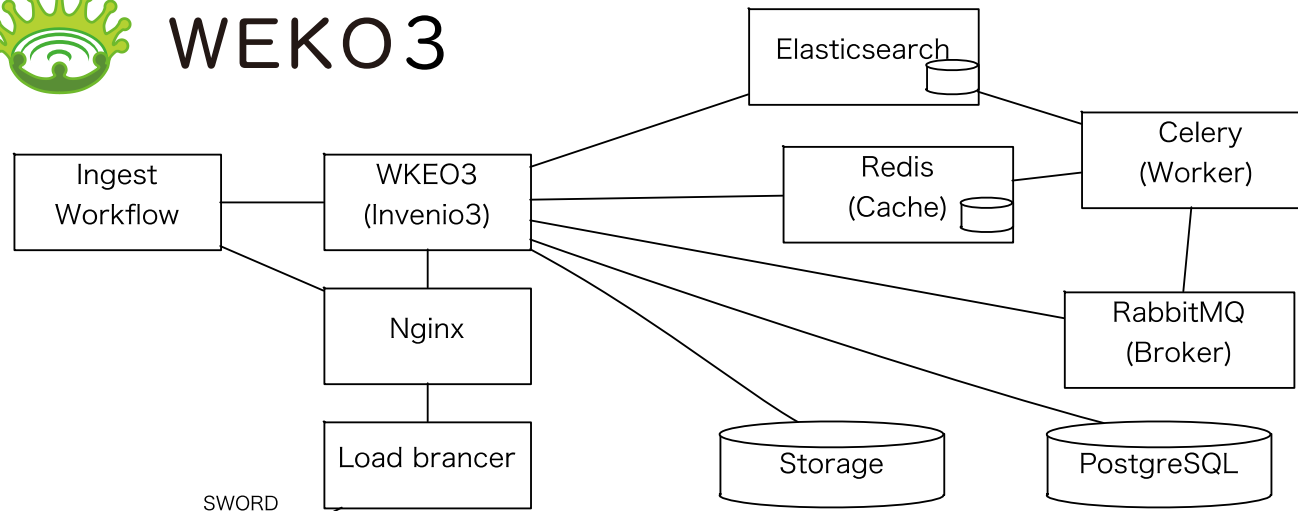 WEKO3
Elasticsearch
Celery
(Worker)
Ingest
Workflow
WKEO3
(Invenio3)
Redis
(Cache)
Nginx
RabbitMQ
(Broker)
Load brancer
Storage
PostgreSQL
SWORD